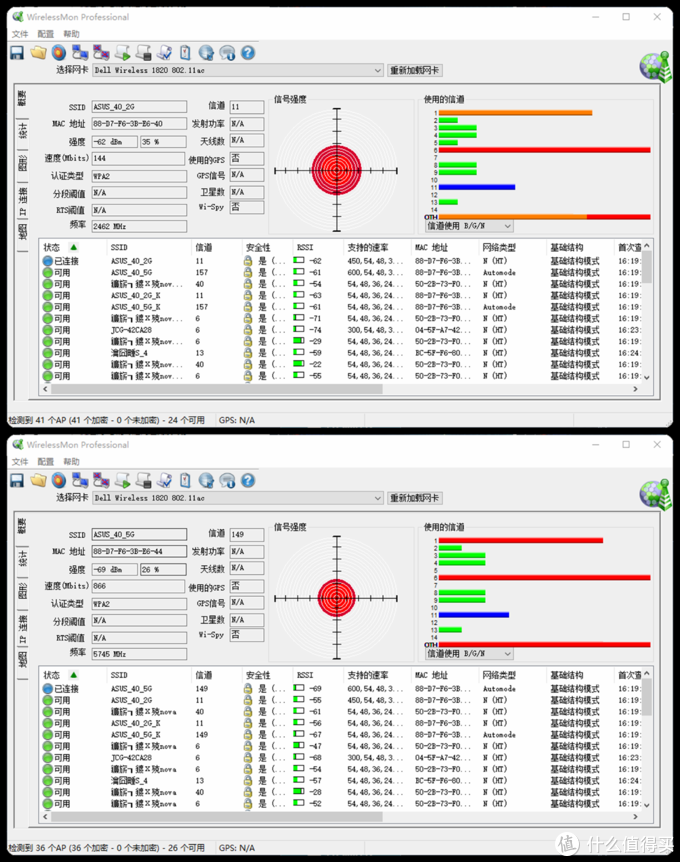 WirelessMon Professional
文件 配置 帮助
选择网卡 Dell Wireless 1820 802.11ac 重新加载网卡
概要
统计
图形
IP 连接
地图
SSID ASUS_40_2G 信道 11
MAC 地址 88-D7-F6-3B-E6-40 发射功率 N/A
强度 -62 dBm 35 % 天线数 N/A
速度(Mbits) 144 使用的GPS 否
认证类型 WPA2 GPS信号 N/A
分段阈值 N/A 卫星数 N/A
RTS阈值 N/A Wi-Spy 否
频率 2462 MHz
信号强度
使用的信道
1
2
3
4
5
6
7
8
9
10
11
12
13
14
OTH
信道使用 B/G/N
状态 SSID 信道 安全性 RSSI 支持的速率 MAC 地址 网络类型 基础结构 首次查
已连接 ASUS_40_2G 11 是 (... -62 450,54,48,3... 88-D7-F6-3B... N (HT) 基础结构模式 16:19:
可用 ASUS_40_5G 157 是 (... -61 600,54,48,3... 88-D7-F6-3B... Automode 基础结构模式 16:19:
可用 nov... 40 是 (... -54 54,48,36,24... 50-2B-73-F0... N (HT) 基础结构模式 16:19:
可用 ASUS_40_2G_K 11 是 (... -63 54,48,36,24... 88-D7-F6-3B... N (HT) 基础结构模式 16:19:
可用 ASUS_40_5G_K 157 是 (... -61 54,48,36,24... 88-D7-F6-3B... Automode 基础结构模式 16:19:
可用 nov... 6 是 (... -71 54,48,36,24... 50-2B-73-F0... N (HT) 基础结构模式 16:19:
可用 JCG-42CA28 6 是 (... -74 300,54,48,3... 04-5F-A7-42... N (HT) 基础结构模式 16:23:
可用 nov... 6 是 (... -29 54,48,36,24... 50-2B-73-F0... N (HT) 基础结构模式 16:19:
可用 S_4 13 是 (... -59 54,48,36,24... BC-5F-F6-80... N (HT) 基础结构模式 16:24:
可用 nov... 40 是 (... -22 54,48,36,24... 50-2B-73-F0... N (HT) 基础结构模式 16:19:
可用 nov... 6 是 (... -55 54,48,36,24... 50-2B-73-F0... N (HT) 基础结构模式 16:19:
检测到 41 个AP (41 个加密 - 0 个未加密) - 24 个可用 GPS: N/A
WirelessMon Professional
文件 配置 帮助
选择网卡 Dell Wireless 1820 802.11ac 重新加载网卡
概要
统计
图形
IP 连接
地图
SSID ASUS_40_5G 信道 149
MAC 地址 88-D7-F6-3B-E6-44 发射功率 N/A
强度 -69 dBm 26 % 天线数 N/A
速度(Mbits) 866 使用的GPS 否
认证类型 WPA2 GPS信号 N/A
分段阈值 N/A 卫星数 N/A
RTS阈值 N/A Wi-Spy 否
频率 5745 MHz
信号强度
使用的信道
1
2
3
4
5
6
7
8
9
10
11
12
13
14
OTH
信道使用 B/G/N
状态 SSID 信道 安全性 RSSI 支持的速率 MAC 地址 网络类型 基础结构 首次查
已连接 ASUS_40_5G 149 是 (... -69 600,54,48,3... 88-D7-F6-3B... Automode 基础结构模式 16:19:
可用 ASUS_40_2G 11 是 (... -55 450,54,48,3... 88-D7-F6-3B... N (HT) 基础结构模式 16:19:
可用 nova 40 是 (... -61 54,48,36,24... 50-2B-73-F0... N (HT) 基础结构模式 16:19:
可用 ASUS_40_2G_K 11 是 (... -56 54,48,36,24... 88-D7-F6-3B... N (HT) 基础结构模式 16:19:
可用 ASUS_40_5G_K 149 是 (... -67 54,48,36,24... 88-D7-F6-3B... Automode 基础结构模式 16:19:
可用 nova 6 是 (... -47 54,48,36,24... 50-2B-73-F0... N (HT) 基础结构模式 16:19:
可用 JCG-42CA28 6 是 (... -68 300,54,48,3... 04-5F-A7-42... N (HT) 基础结构模式 16:23:
可用 nova 6 是 (... -54 54,48,36,24... 50-2B-73-F0... N (HT) 基础结构模式 16:19:
可用 S_4 13 是 (... -57 54,48,36,24... BC-5F-F6-80... N (HT) 基础结构模式 16:24:
可用 nova 40 是 (... -28 54,48,36,24... 50-2B-73-F0... N (HT) 基础结构模式 16:19:
可用 nova 6 是 (... -52 54,48,36,24... 50-2B-73-F0... N (HT) 基础结构模式 16:19:
检测到 36 个AP (36 个加密 - 0 个未加密) - 26 个可用 GPS: N/A
值 什么值得买